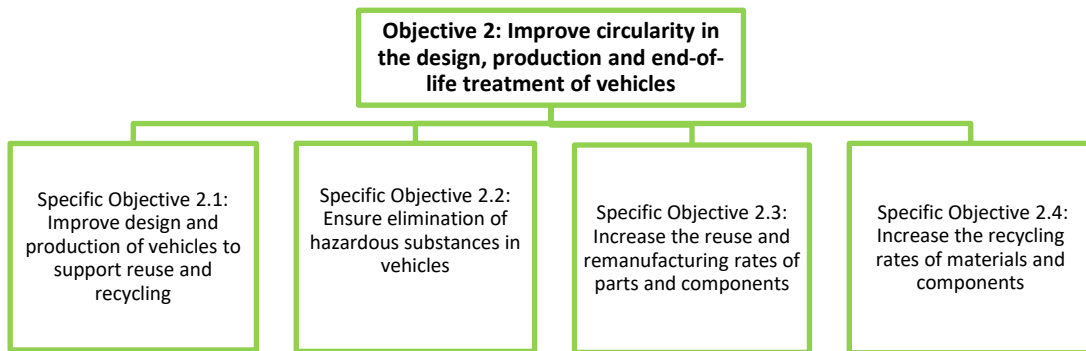 Objective 2: Improve circularity in
the design, production and end-of-
life treatment of vehicles
Specific Objective 2.1:
Improve design and
production of vehicles to
support reuse and
recycling
Specific Objective 2.2:
Ensure elimination of
hazardous substances in
vehicles
Specific Objective 2.3:
Increase the reuse and
remanufacturing rates of
parts and components
Specific Objective 2.4:
Increase the recycling
rates of materials and
components